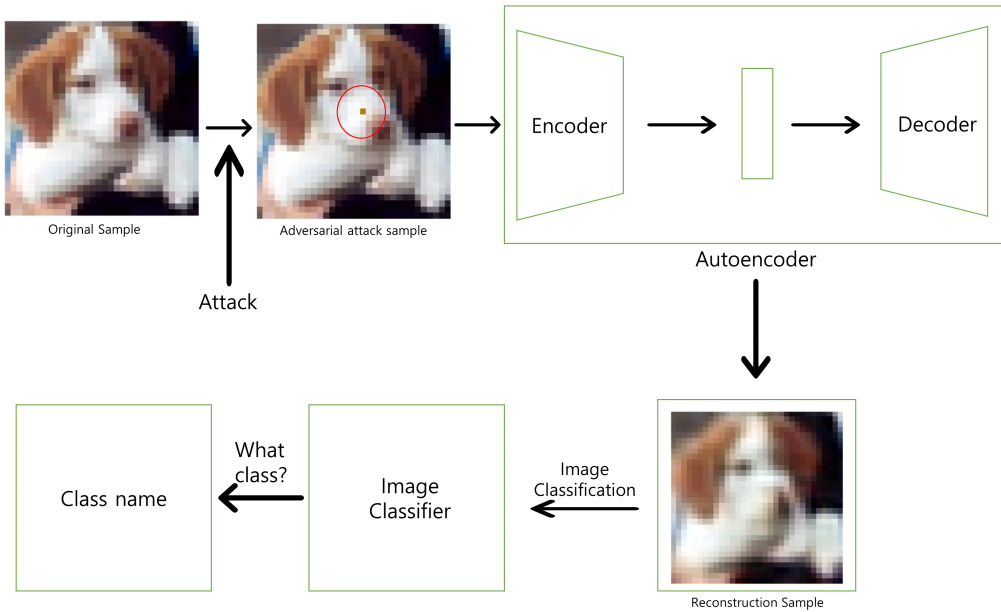 Original Sample
Adversarial attack sample
Encoder
Decoder
Autoencoder
Attack
Class name
What
class?
Image
Classifier
Image
Classification
Reconstruction Sample